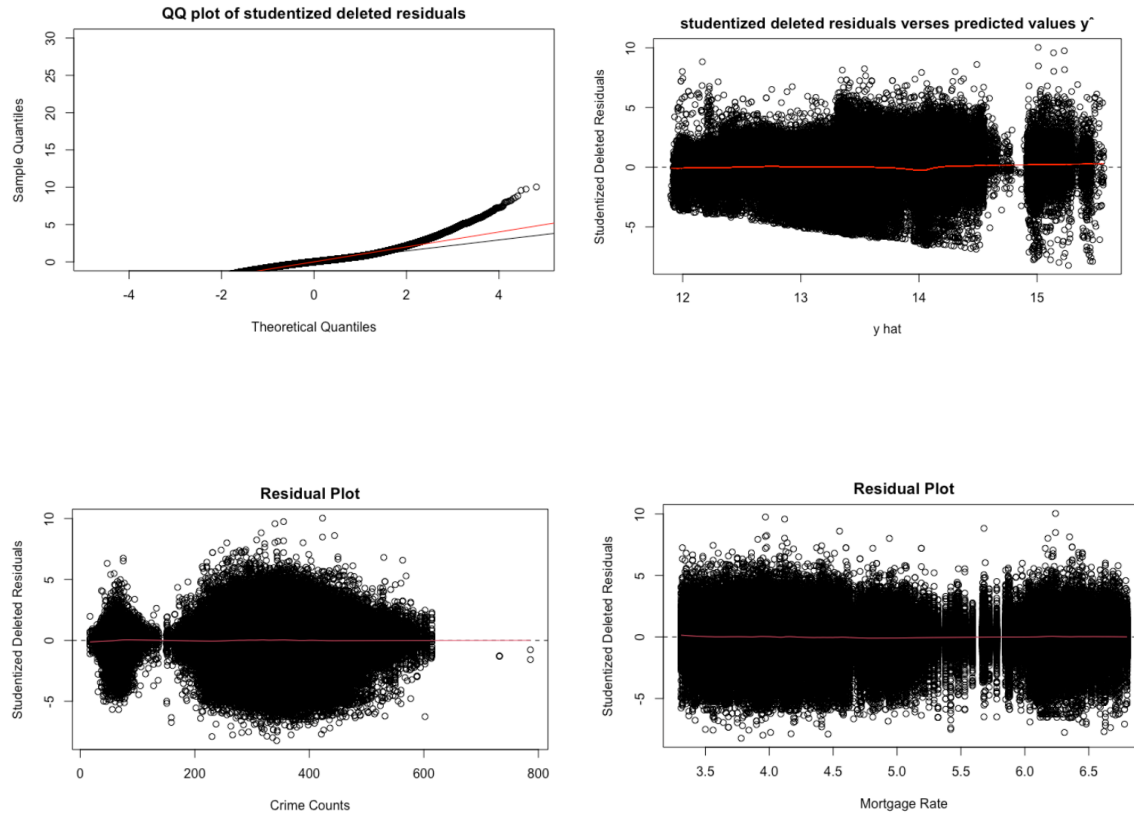 QQ plot of studentized deleted residuals
30
25
20
15
10
5
0
Sample Quantiles
-4 -2 0 2 4
Theoretical Quantiles
studentized deleted residuals verses predicted values yˆ
10
5
0
-5
Studentized Deleted Residuals
12 13 14 15
y hat
Residual Plot
10
5
0
-5
Studentized Deleted Residuals
0 200 400 600 800
Crime Counts
Residual Plot
10
5
0
-5
Studentized Deleted Residuals
3.5 4.0 4.5 5.0 5.5 6.0 6.5
Mortgage Rate